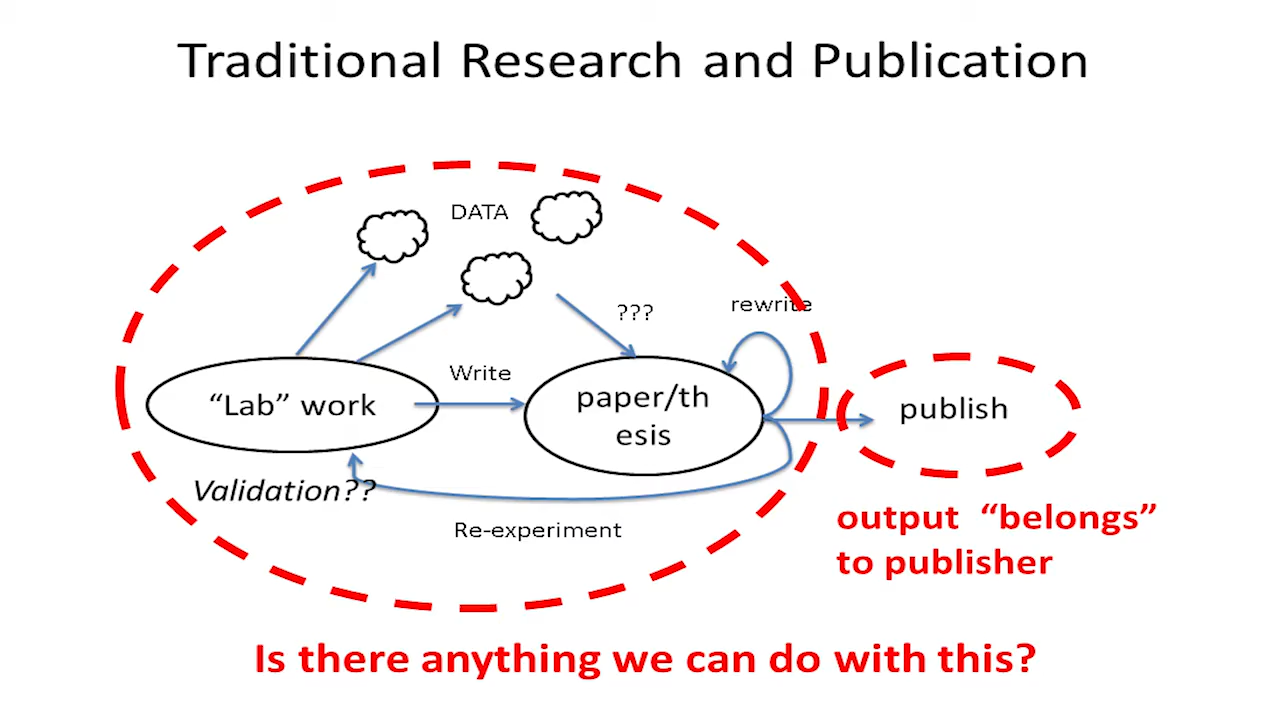 Traditional Research and Publication
DATA
???
rewrite
Write
“Lab” work
paper/th
esis
publish
Validation??
Re-experiment
output “belongs”
to publisher
Is there anything we can do with this?